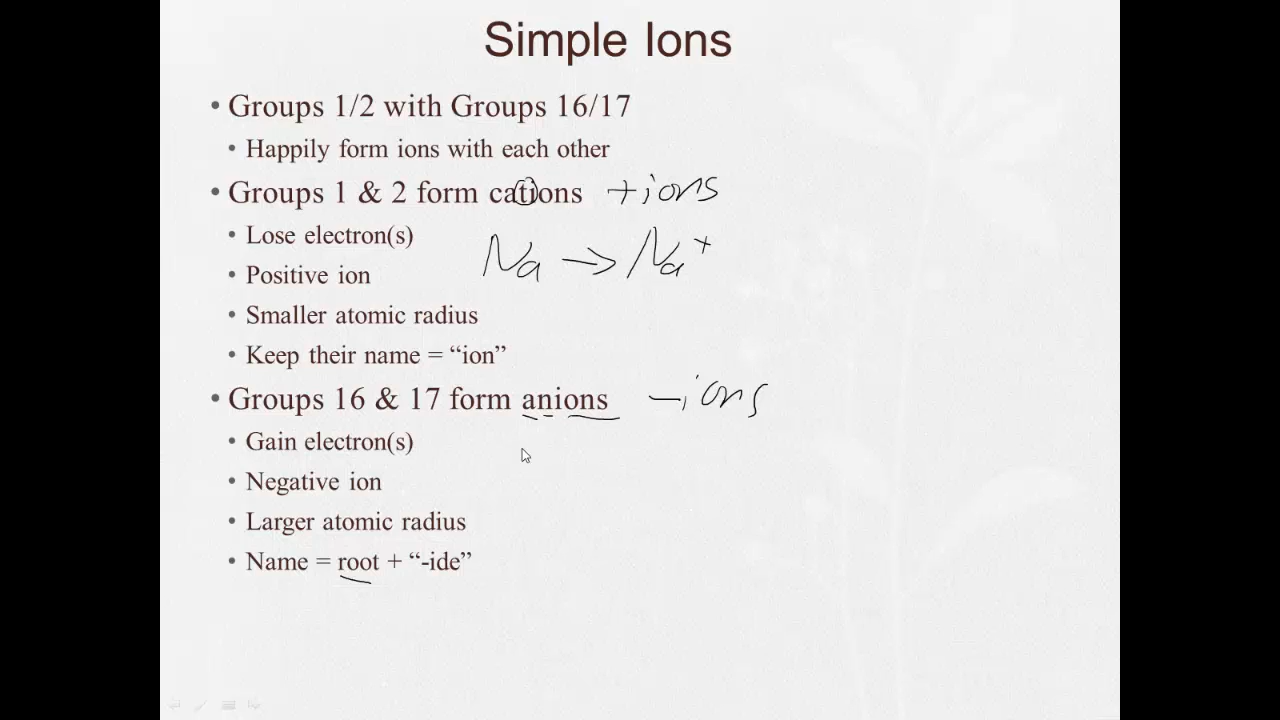 Simple Ions
• Groups 1/2 with Groups 16/17
• Happily form ions with each other
• Groups 1 & 2 form cations +ions
• Lose electron(s)
Na → Na+
• Positive ion
• Smaller atomic radius
• Keep their name = “ion”
• Groups 16 & 17 form anions -ions
• Gain electron(s)
• Negative ion
• Larger atomic radius
• Name = root + “-ide”